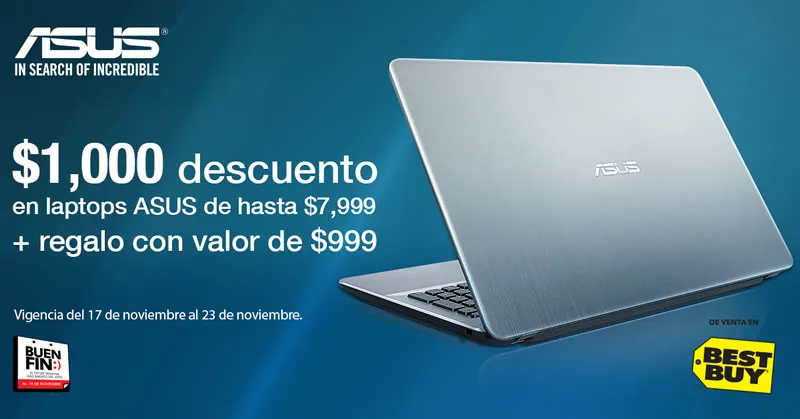 ASUS®
IN SEARCH OF INCREDIBLE
$1,000 descuento
en laptops ASUS de hasta $7,999
+ regalo con valor de $999
ASUS
Vigencia del 17 de noviembre al 23 de noviembre.
BUEN
FIN:)
DE VENTA EN
BEST
BUY